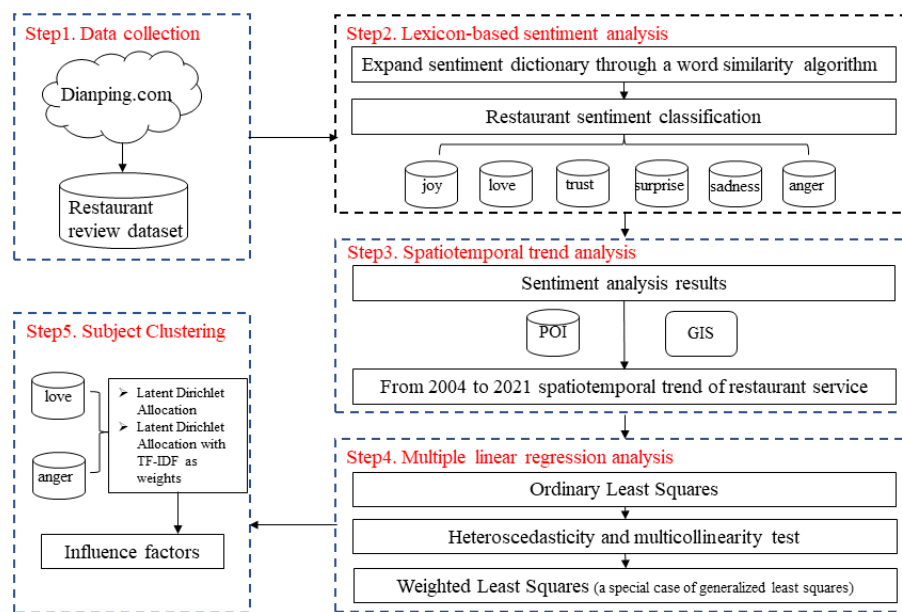 Step1. Data collection
Dianping.com
Restaurant
review dataset
Step2. Lexicon-based sentiment analysis
Expand sentiment dictionary through a word similarity algorithm
Restaurant sentiment classification
joy
love
trust
surprise
sadness
anger
Step3. Spatiotemporal trend analysis
Sentiment analysis results
POI
GIS
From 2004 to 2021 spatiotemporal trend of restaurant service
Step4. Multiple linear regression analysis
Ordinary Least Squares
Heteroscedasticity and multicollinearity test
Weighted Least Squares (a special case of generalized least squares)
Step5. Subject Clustering
love
anger
➤ Latent Dirichlet
Allocation
➤ Latent Dirichlet
Allocation with
TF-IDF as
weights
Influence factors